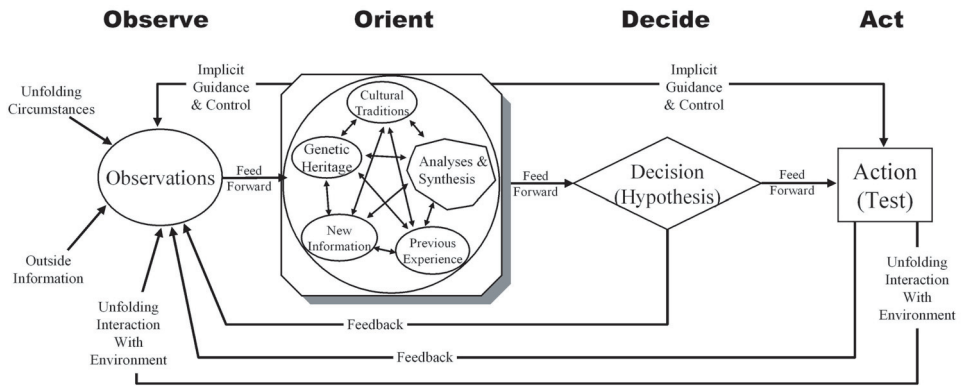 Observe
Orient
Decide
Act
Implicit
Guidance
& Control
Implicit
Guidance
& Control
Unfolding
Circumstances
Observations
Outside
Information
Feed
Forward
Cultural
Traditions
Genetic
Heritage
Analyses &
Synthesis
New
Information
Previous
Experience
Feed
Forward
Decision
(Hypothesis)
Feed
Forward
Action
(Test)
Unfolding
Interaction
With
Environment
Feedback
Feedback
Unfolding
Interaction
With
Environment